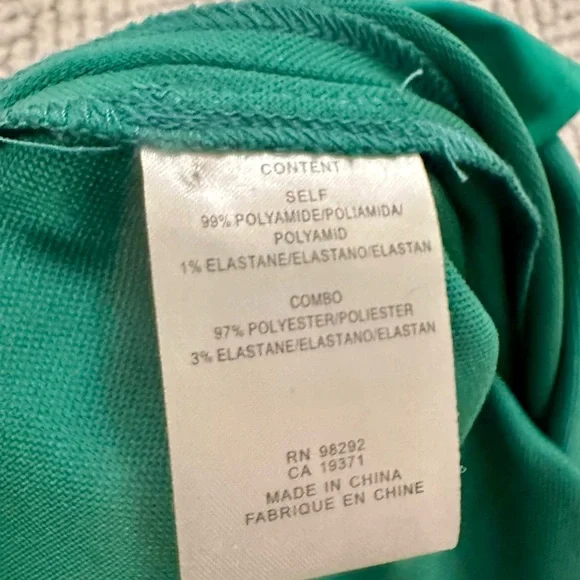 CONTENT
SELF
99% POLYAMIDE/POLIAMIDA/
POLYAMID
1% ELASTANE/ELASTANO/ELASTAN
COMBO
97% POLYESTER/POLIESTER
3% ELASTANE/ELASTANO/ELASTAN
RN 98292
CA 19371
MADE IN CHINA
FABRIQUE EN CHINE